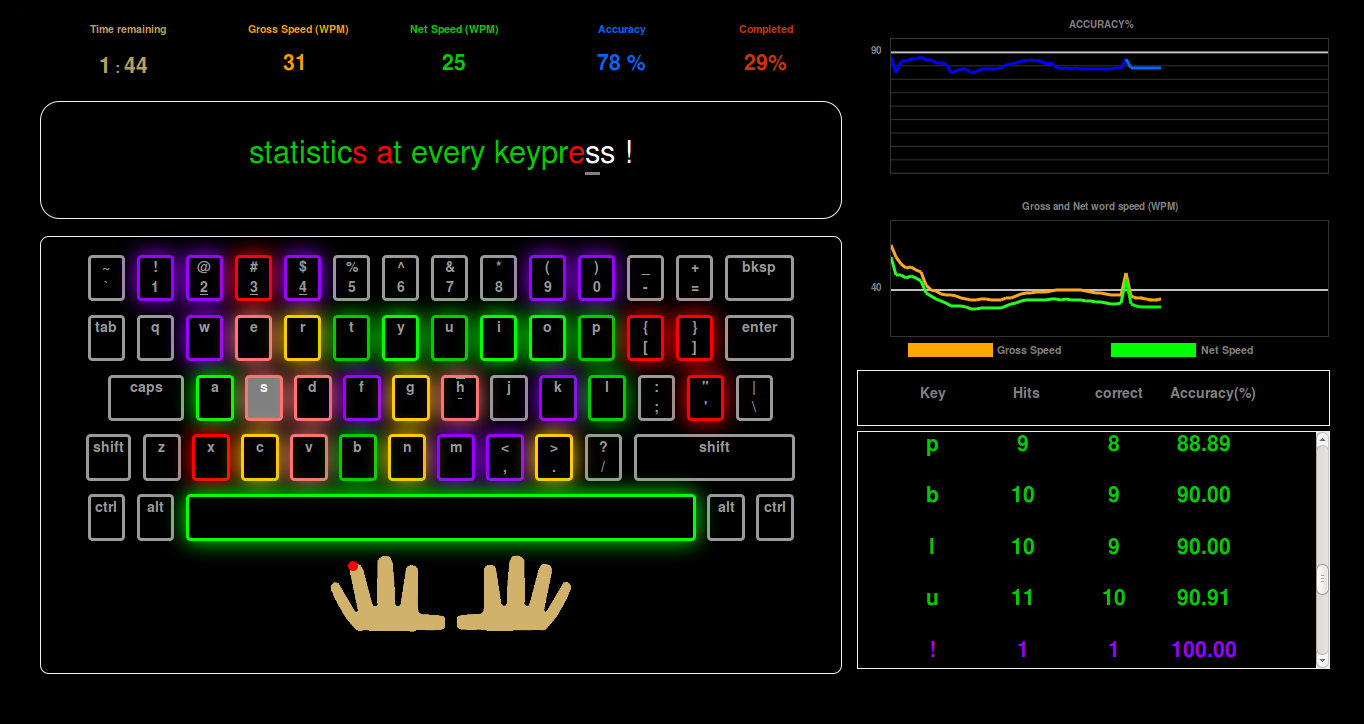 Time remaining
Gross Speed (WPM)
Net Speed (WPM)
Accuracy
Completed
1 : 44
31
25
78 %
29%
statistics at every keypress !
~ ! @ # $ % ^ & * ( ) _ + bksp
` 1 2 3 4 5 6 7 8 9 0 - =
tab q w e r t y u i o p { } enter
[ ]
caps a s d f g h j k l : " |
; ' \
shift z x c v b n m < > ? shift
, . /
ctrl alt alt ctrl
ACCURACY%
90
Gross and Net word speed (WPM)
40
Gross Speed
Net Speed
Key Hits correct Accuracy(%)
p 9 8 88.89
b 10 9 90.00
l 10 9 90.00
u 11 10 90.91
! 1 1 100.00